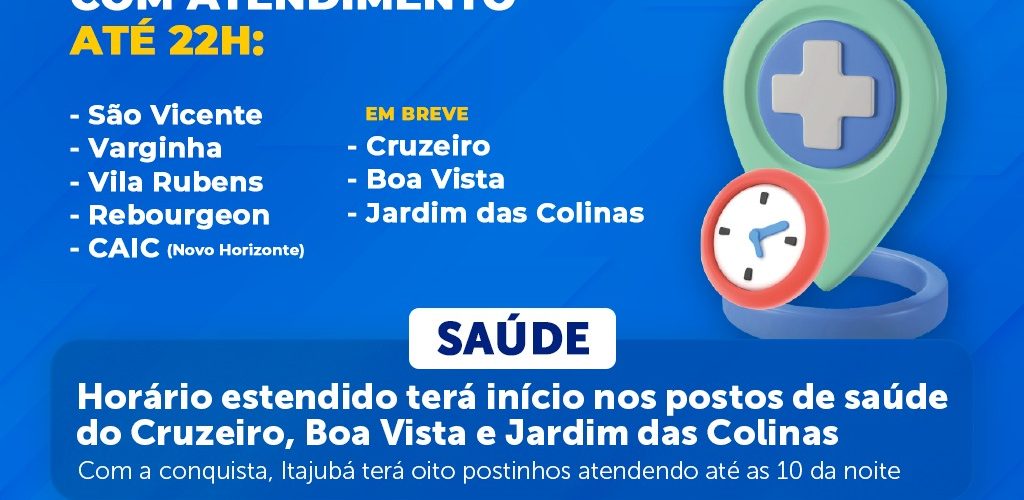 COM ATENDIMENTO
ATÉ 22H:
- São Vicente
- Varginha
- Vila Rubens
- Rebourgeon
- CAIC (Novo Horizonte)
EM BREVE
- Cruzeiro
- Boa Vista
- Jardim das Colinas
SAÚDE
Horário estendido terá início nos postos de saúde
do Cruzeiro, Boa Vista e Jardim das Colinas
Com a conquista, Itajubá terá oito postinhos atendendo até as 10 da noite